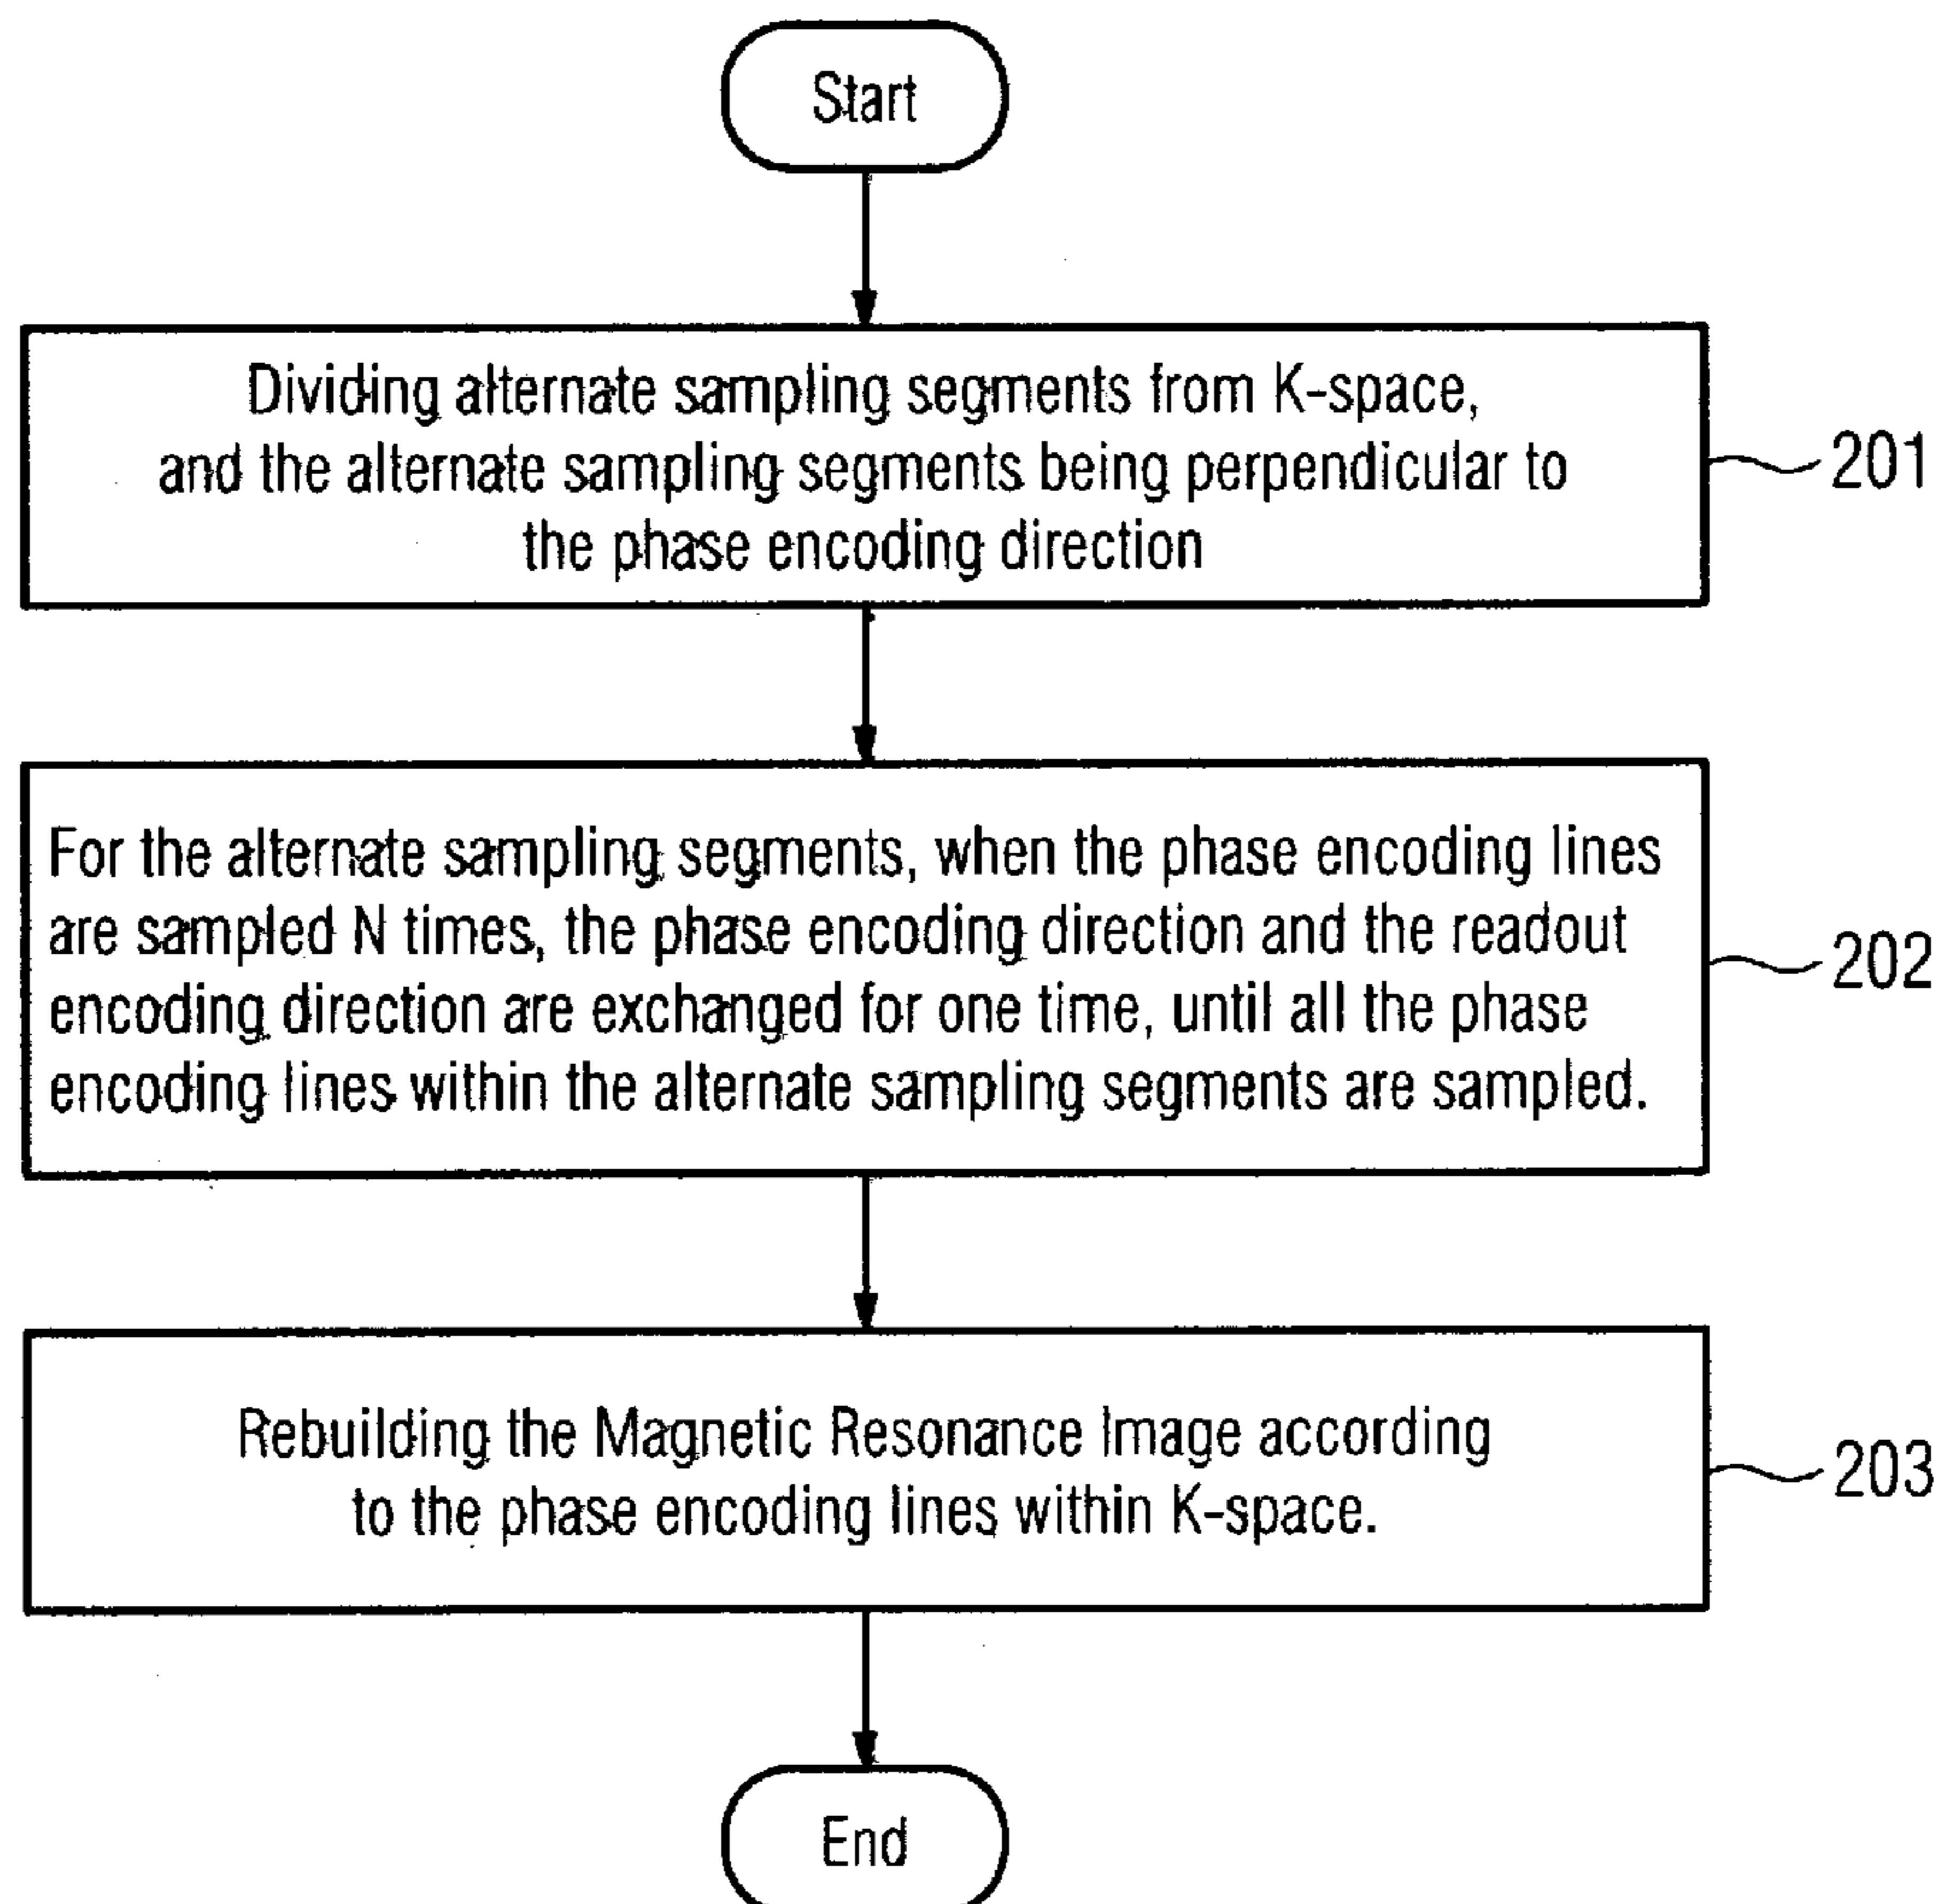 Start
Dividing alternate sampling segments from K-space,
and the alternate sampling segments being perpendicular to
the phase encoding direction
201
For the alternate sampling segments, when the phase encoding lines
are sampled N times, the phase encoding direction and the readout
encoding direction are exchanged for one time, until all the phase
encoding lines within the alternate sampling segments are sampled.
202
Rebuilding the Magnetic Resonance Image according
to the phase encoding lines within K-space.
203
End